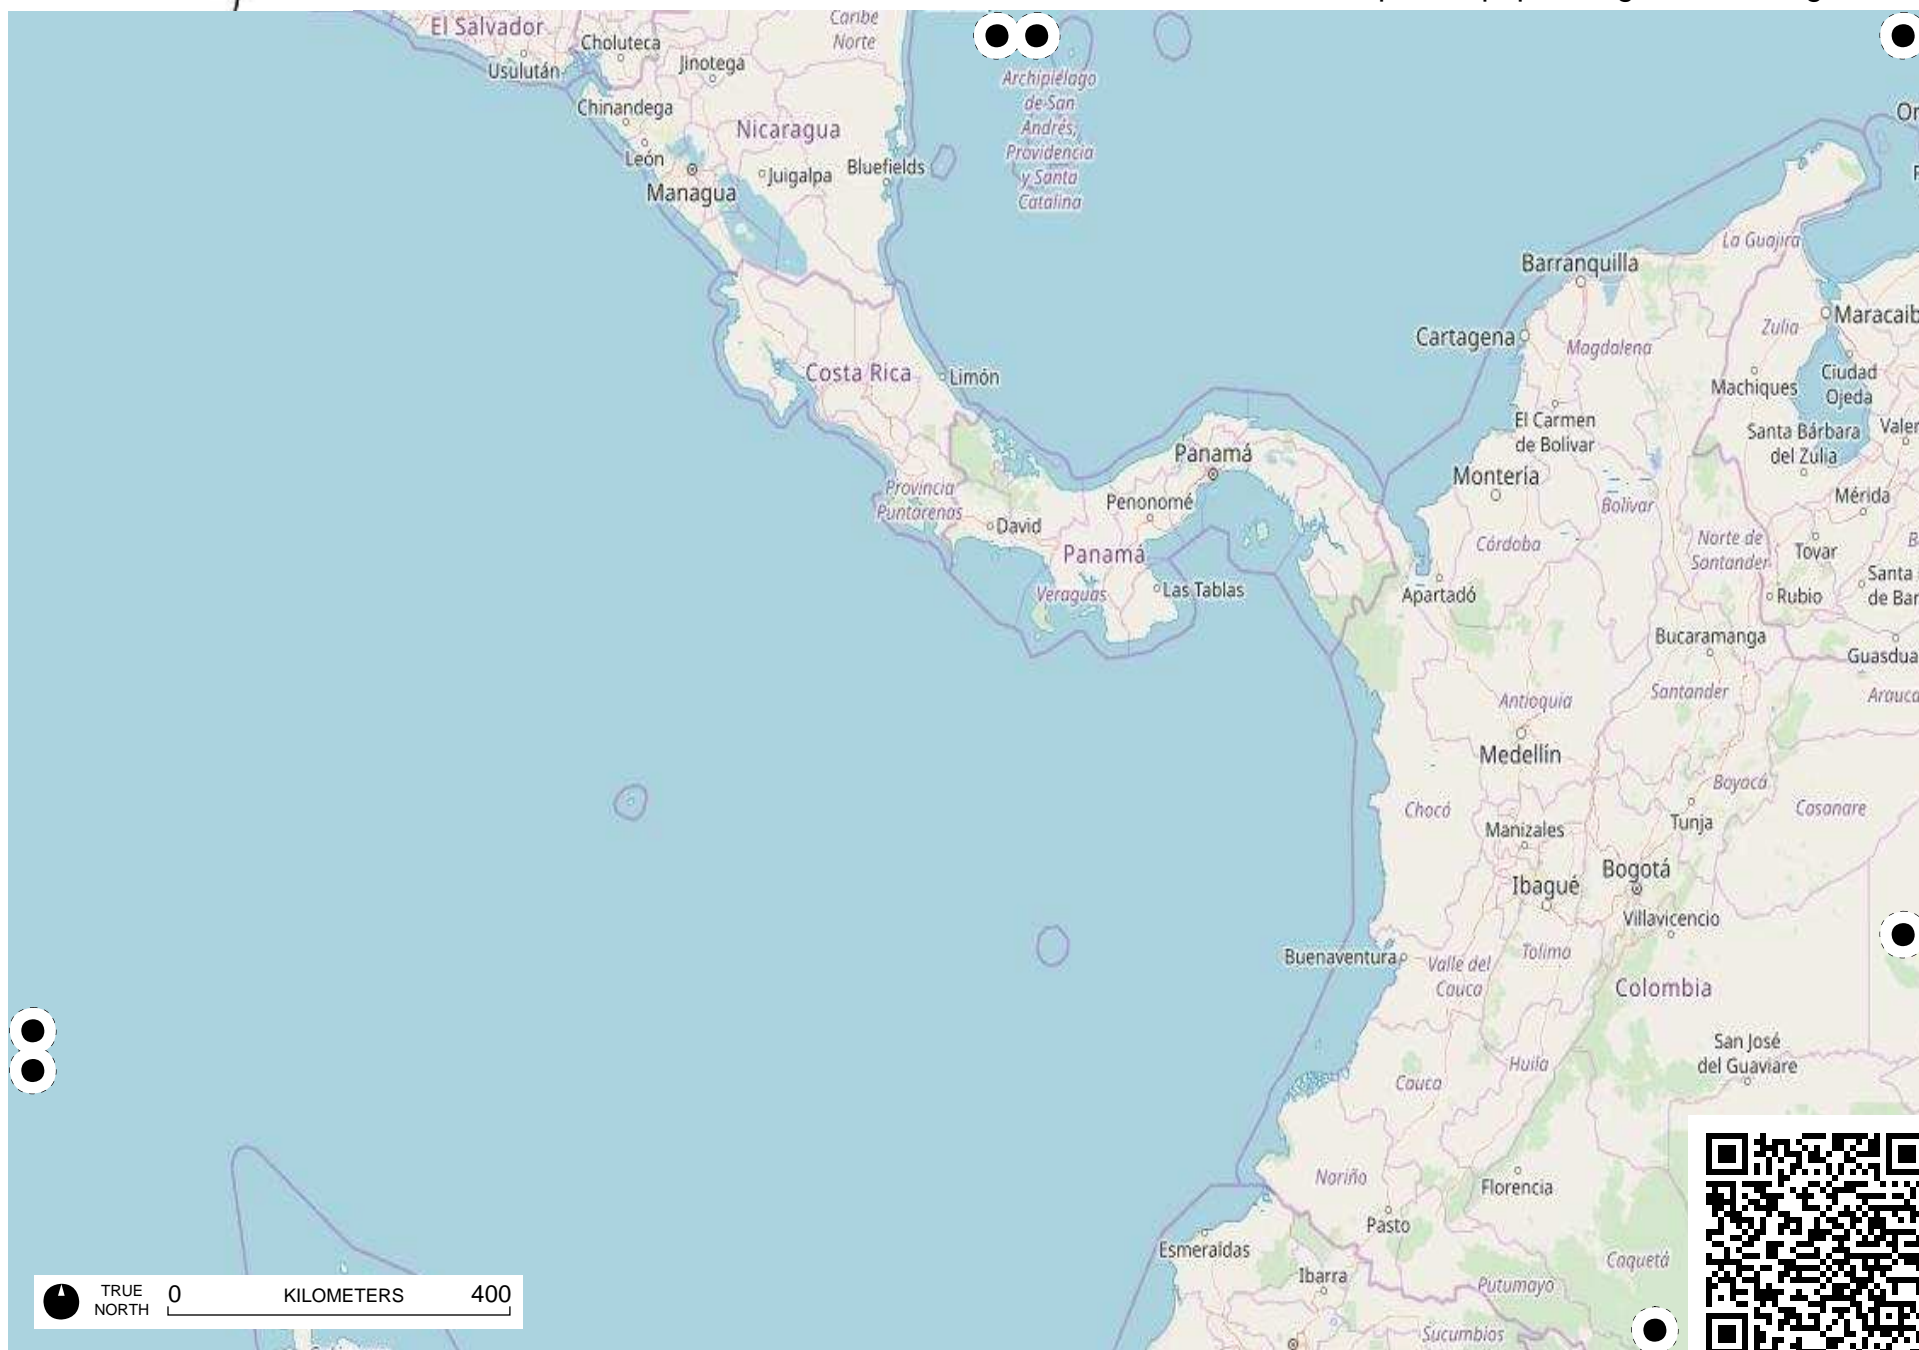 El Salvador
Caribe
Norte
Choluteca
Usulután
Jinotega
Archipiélago
de San
Andrés,
Providencia
y Santa
Catalina
Chinandega
Nicaragua
León
Juigalpa
Bluefields
Managua
La Guajira
Barranquilla
Cartagena
Magdalena
Zulia
Maracaib
Costa Rica
Limón
Machiques
Ciudad
Ojeda
El Carmen
de Bolivar
Santa Bárbara
del Zulia
Valer
Panamá
Montería
Provincia
Puntarenas
Penonomé
Bolívar
Mérida
David
Panamá
Córdoba
Norte de
Santander
Tovar
Veraguas
Las Tablas
Apartadó
Rubio
Santa
de Bar
Bucaramanga
Guasdua
Antioquia
Santander
Arauca
Medellín
Boyacá
Chocó
Casanare
Manizales
Tunja
Ibagué
Bogotá
Villavicencio
Buenaventura
Valle del
Cauca
Tolima
Colombia
San José
del Guaviare
Huila
Cauca
Nariño
Florencia
Pasto
Esmeraldas
Ibarra
Caquetá
Putumayo
Sucumbíos
TRUE
NORTH
0 KILOMETERS 400